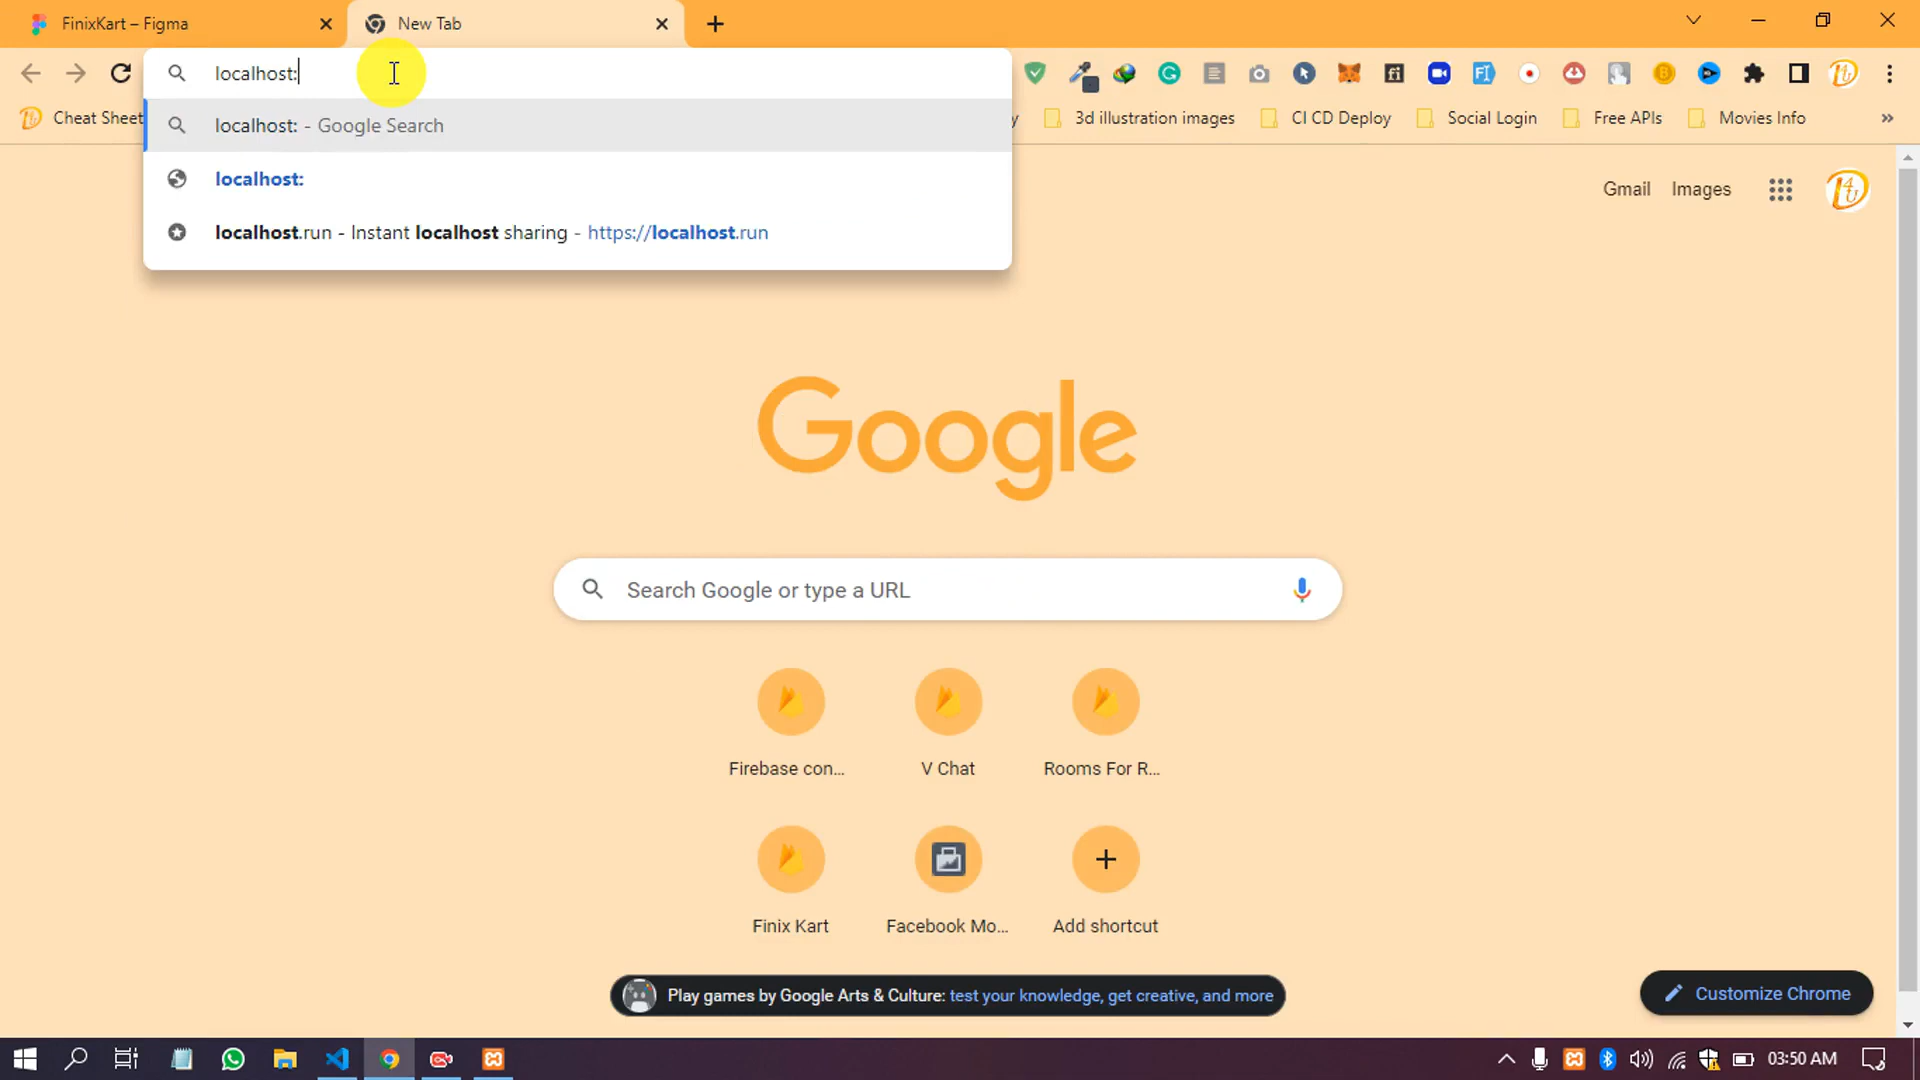 FinixKart – Figma
New Tab
localhost:
localhost: - Google Search
localhost:
localhost.run - Instant localhost sharing - https://localhost.run
Cheat Sheet
y
3d illustration images
CI CD Deploy
Social Login
Free APIs
Movies Info
»
Gmail
Images
Google
Search Google or type a URL
Firebase con...
V Chat
Rooms For R...
Finix Kart
Facebook Mo...
Add shortcut
Play games by Google Arts & Culture: test your knowledge, get creative, and more
Customize Chrome
03:50 AM